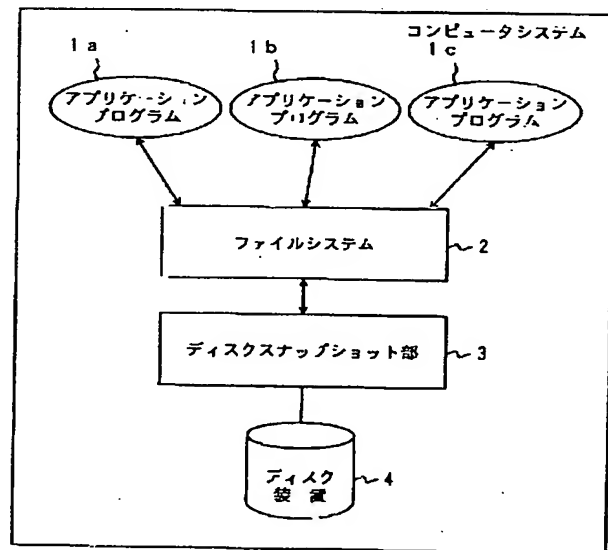 コンピュータシステム
1a
1b
1c
アプリケーション
プログラム
アプリケーション
プログラム
アプリケーション
プログラム
ファイルシステム
2
ディスクスナップショット部
3
ディスク
装置
4